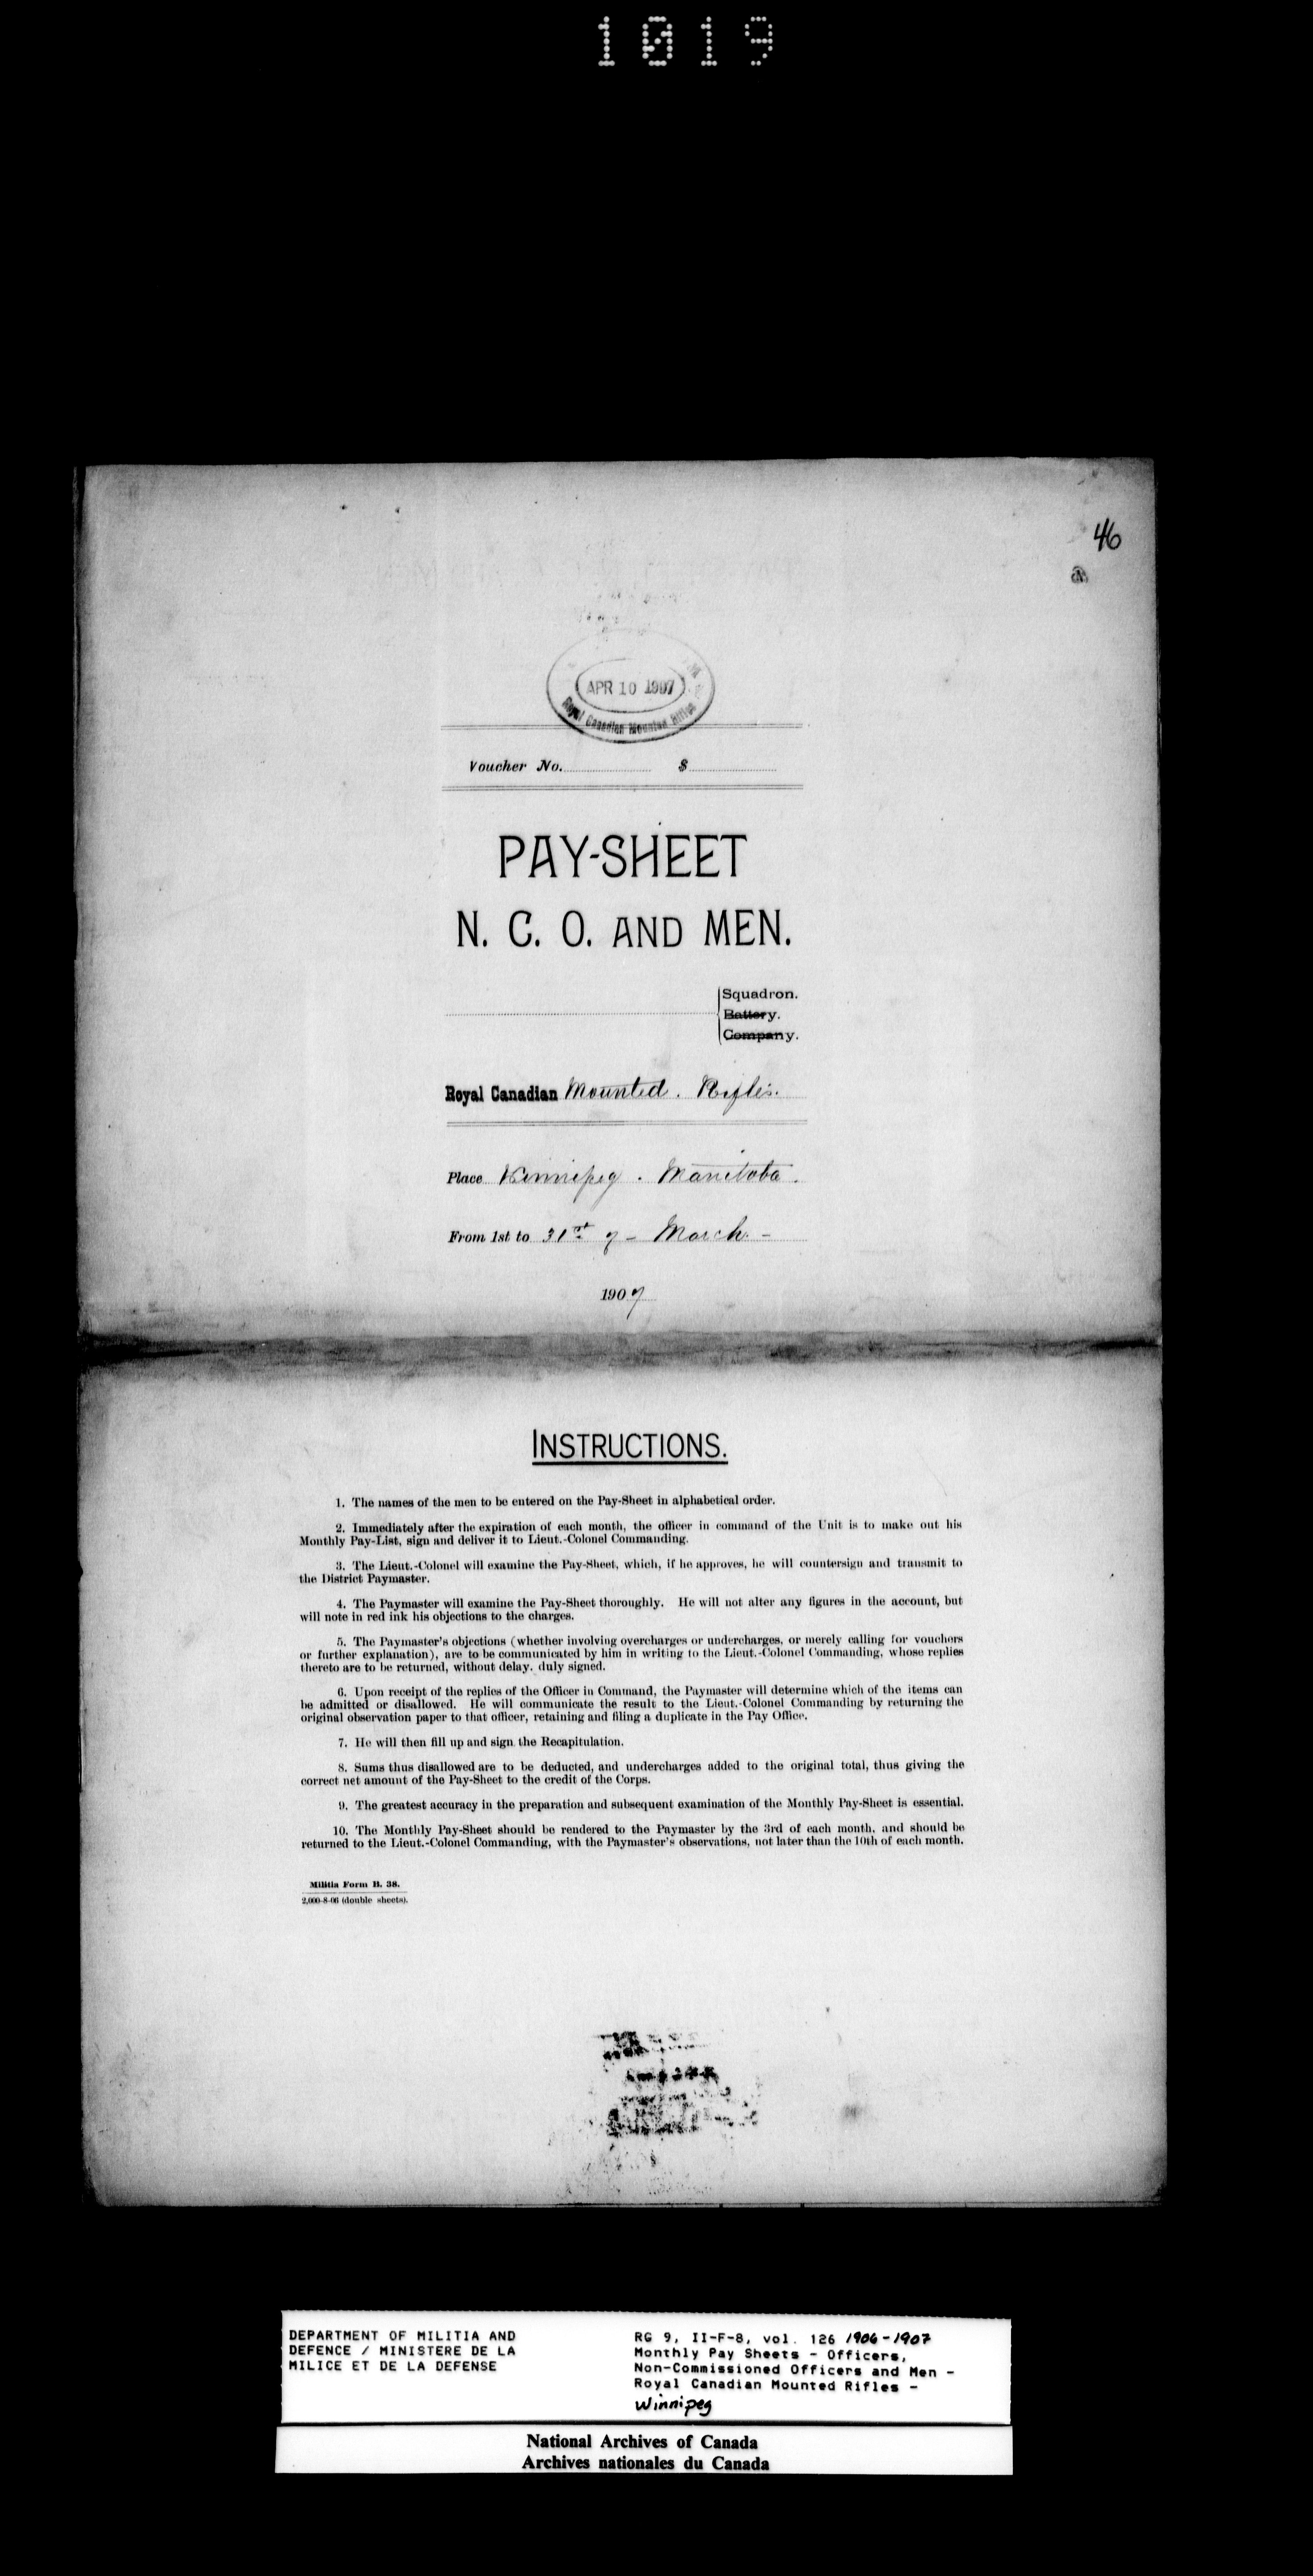 1019
46
APR 10 1907
Royal Canadian Mounted Rifles
Voucher No. $
PAY-SHEET
N. C. O. AND MEN.
Squadron.
Battery.
Company.
Royal Canadian Mounted. Rifles.
Place Winnipeg. Manitoba.
From 1st to 31st of - March. -
1907
INSTRUCTIONS.
1. The names of the men to be entered on the Pay-Sheet in alphabetical order.
2. Immediately after the expiration of each month, the officer in command of the Unit is to make out his
Monthly Pay-List, sign and deliver it to Lieut.-Colonel Commanding.
3. The Lieut.-Colonel will examine the Pay-Sheet, which, if he approves, he will countersign and transmit to
the District Paymaster.
4. The Paymaster will examine the Pay-Sheet thoroughly. He will not alter any figures in the account, but
will note in red ink his objections to the charges.
5. The Paymaster's objections (whether involving overcharges or undercharges, or merely calling for vouchers
or further explanation), are to be communicated by him in writing to the Lieut.-Colonel Commanding, whose replies
thereto are to be returned, without delay, duly signed.
6. Upon receipt of the replies of the Officer in Command, the Paymaster will determine which of the items can
be admitted or disallowed. He will communicate the result to the Lieut.-Colonel Commanding by returning the
original observation paper to that officer, retaining and filing a duplicate in the Pay Office.
7. He will then fill up and sign the Recapitulation.
8. Sums thus disallowed are to be deducted, and undercharges added to the original total, thus giving the
correct net amount of the Pay-Sheet to the credit of the Corps.
9. The greatest accuracy in the preparation and subsequent examination of the Monthly Pay-Sheet is essential.
10. The Monthly Pay-Sheet should be rendered to the Paymaster by the 3rd of each month, and should be
returned to the Lieut.-Colonel Commanding, with the Paymaster's observations, not later than the 10th of each month.
Militia Form B. 38.
2,000-8-06 (double sheets).
DEPARTMENT OF MILITIA AND
DEFENCE / MINISTERE DE LA
MILICE ET DE LA DEFENSE
RG 9, II-F-8, vol. 126 1906-1907
Monthly Pay Sheets - Officers,
Non-Commissioned Officers and Men -
Royal Canadian Mounted Rifles -
Winnipeg
National Archives of Canada
Archives nationales du Canada